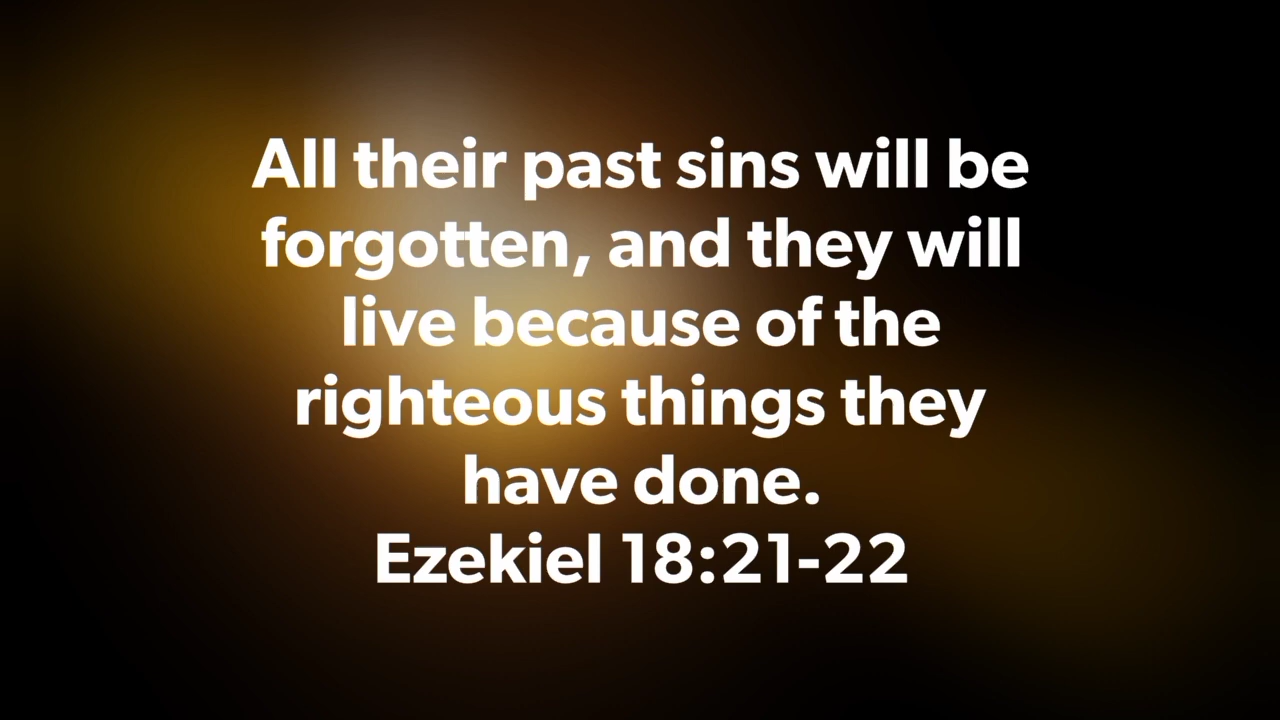 All their past sins will be
forgotten, and they will
live because of the
righteous things they
have done.
Ezekiel 18:21-22